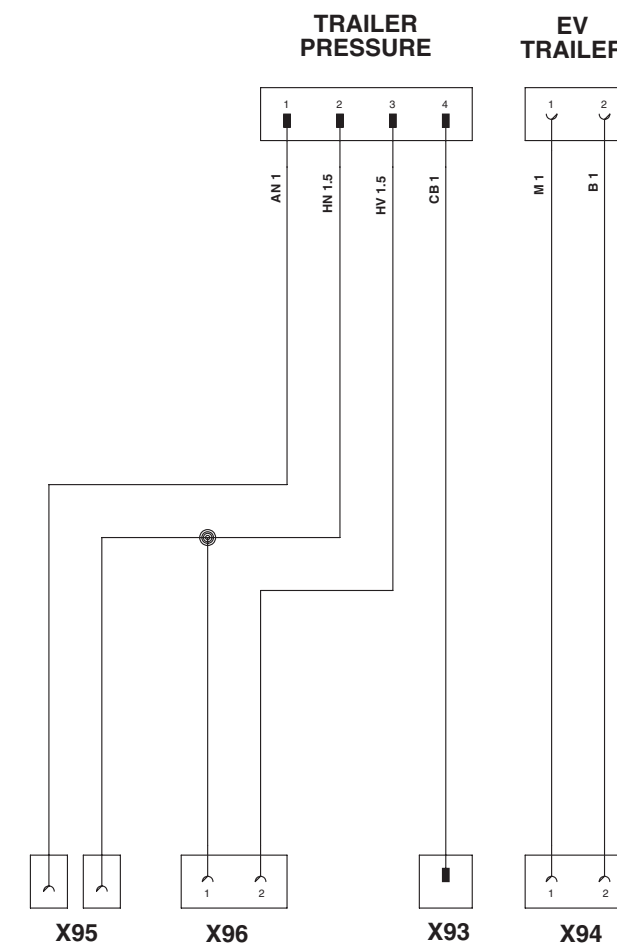 TRAILER
PRESSURE
EV
TRAILER
1 2 3 4
1 2
AN 1
HN 1.5
HV 1.5
CB 1
M 1
B 1
1 2
1 2
X95
X96
X93
X94